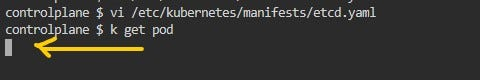 controlplane $ vi /etc/kubernetes/manifests/etcd.yaml
controlplane $ k get pod